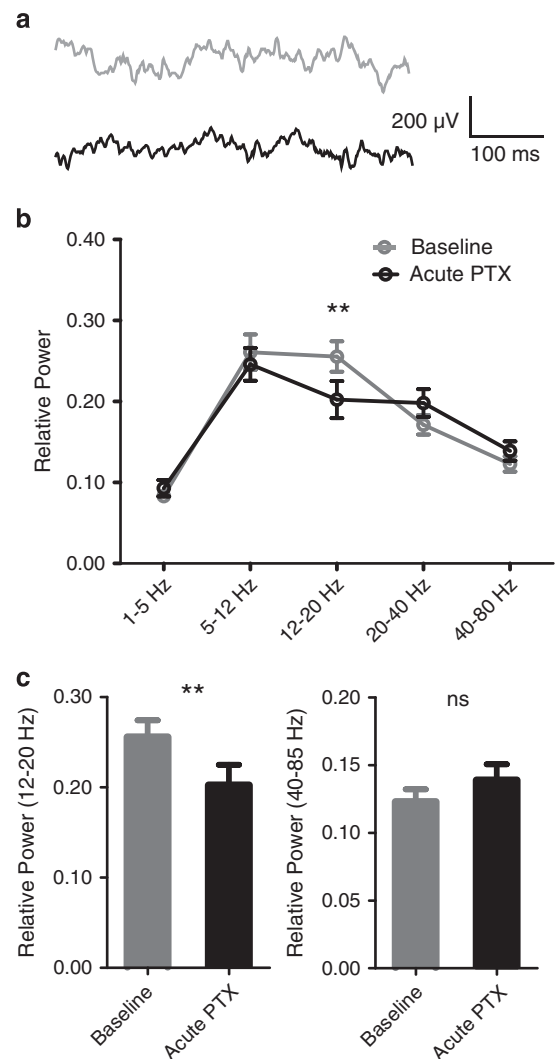 a
200 µV
100 ms
b
0.40
0.30
0.20
0.10
0.00
Relative Power
Baseline
Acute PTX
**
1-5 Hz
5-12 Hz
12-20 Hz
20-40 Hz
40-80 Hz
c
Relative Power (12-20 Hz)
0.30
0.20
0.10
0.00
**
Baseline
Acute PTX
Relative Power (40-85 Hz)
0.20
0.15
0.10
0.05
0.00
ns
Baseline
Acute PTX